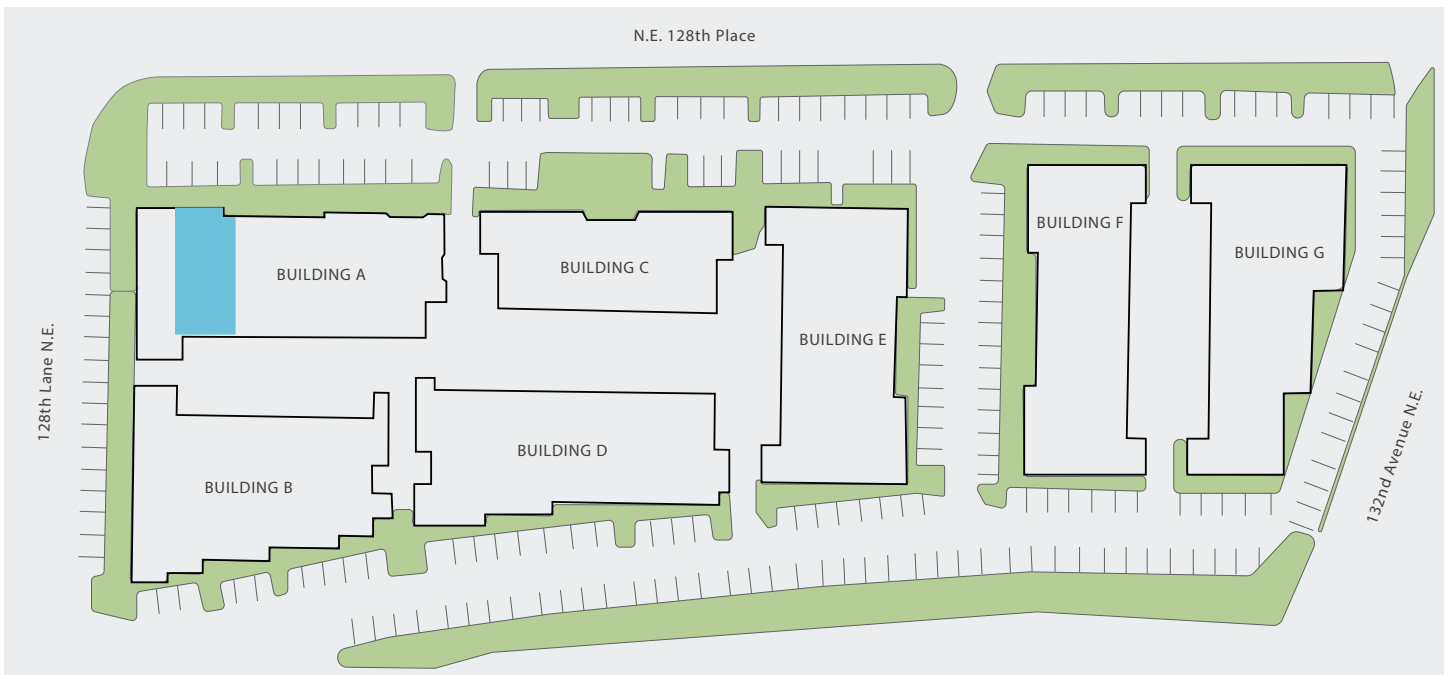 N.E. 128th Place
BUILDING F
BUILDING G
BUILDING C
BUILDING A
BUILDING E
128th Lane N.E.
BUILDING D
132nd Avenue N.E.
BUILDING B